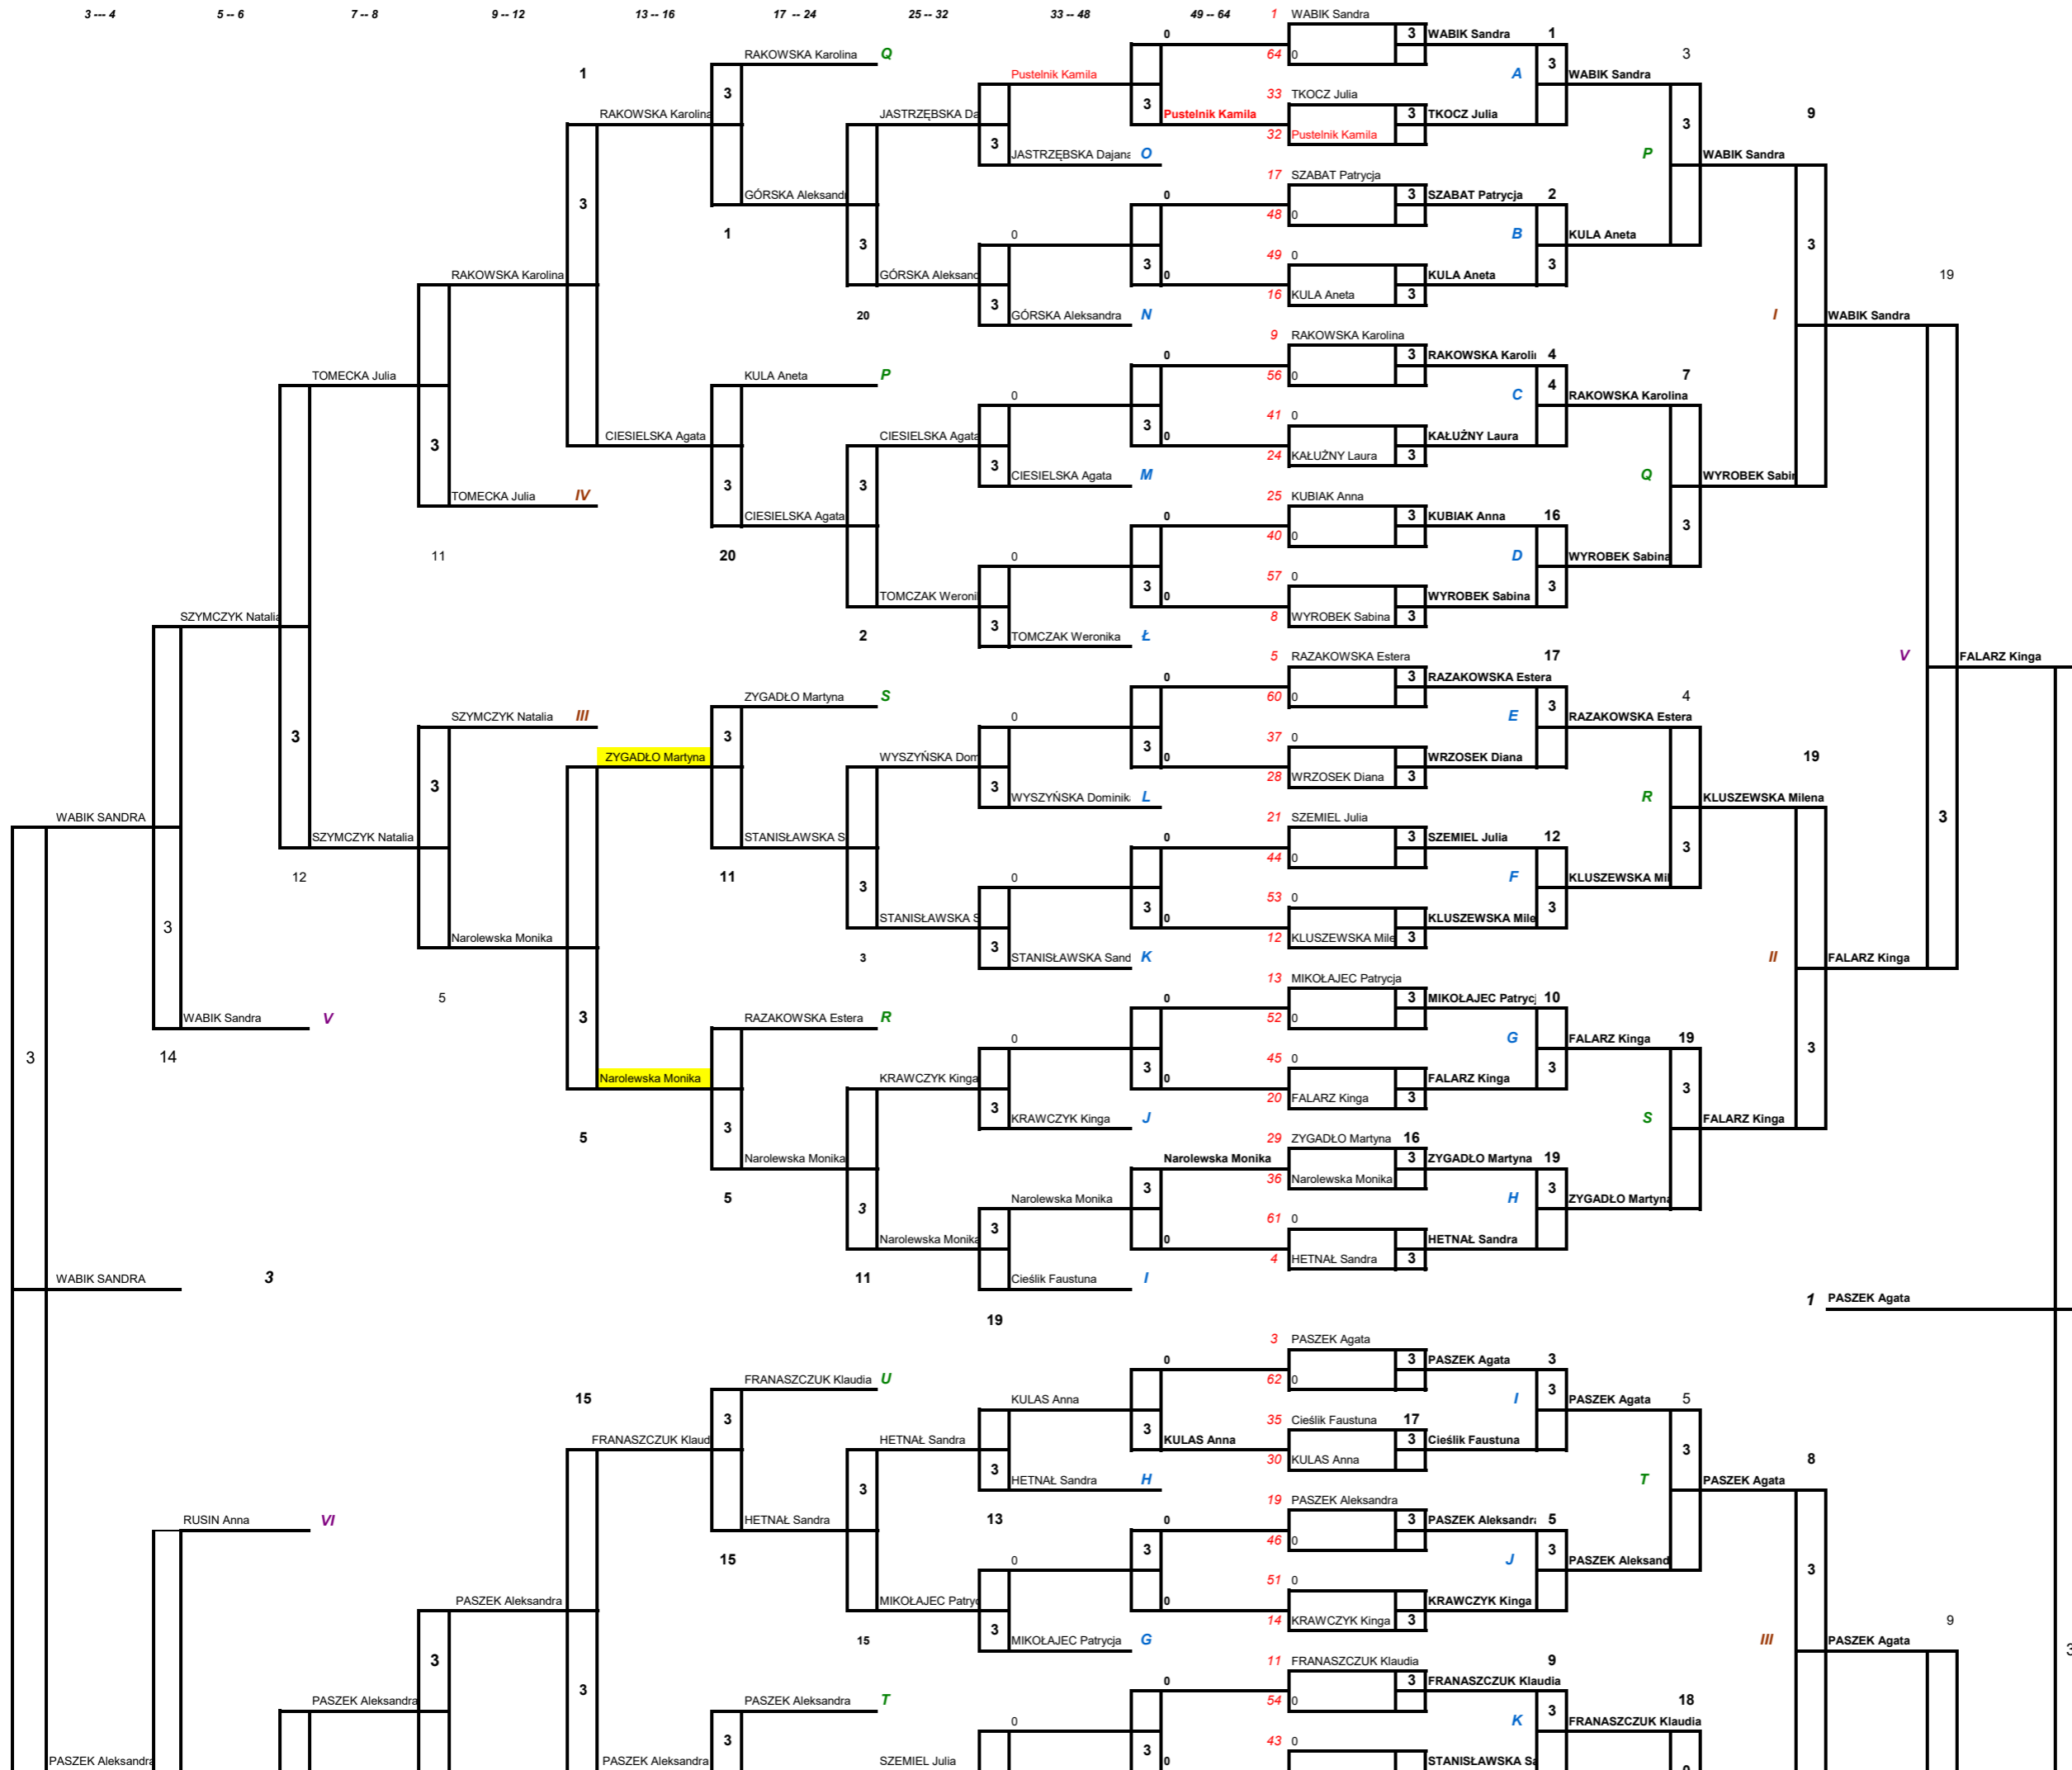 3 --- 4 5 -- 6 7 -- 8 9 -- 12 13 -- 16 17 -- 24 25 -- 32 33 -- 48 49 -- 64 1 WABIK Sandra
0 3 WABIK Sandra 1
RAKOWSKA Karolina Q 64 0 3
1 Pustelnik Kamila A 3 WABIK Sandra
3 33 TKOCZ Julia
RAKOWSKA Karolina JASTRZĘBSKA Da 3 Pustelnik Kamila 3 TKOCZ Julia 3 9
32 Pustelnik Kamila
3 JASTRZĘBSKA Dajana O P WABIK Sandra
17 SZABAT Patrycja
GÓRSKA Aleksand 0 3 SZABAT Patrycja 2
3 48 0
1 0 B KULA Aneta
3 49 0 3
RAKOWSKA Karolina GÓRSKA Aleksand 3 0 KULA Aneta 3 19
16 KULA Aneta 3
20 3 GÓRSKA Aleksandra N I WABIK Sandra
9 RAKOWSKA Karolina
0 3 RAKOWSKA Karoli 4
TOMECKA Julia KULA Aneta P 56 0 4 7
0 C RAKOWSKA Karolina
41 0
CIESIELSKA Agata CIESIELSKA Agata 3 0 KAŁUŻNY Laura
3 3 24 KAŁUŻNY Laura 3
3 3 CIESIELSKA Agata M Q WYROBEK Sabin
TOMECKA Julia IV 25 KUBIAK Anna
CIESIELSKA Agata 0 3 KUBIAK Anna 16
40 0 3
11 20 0 D WYROBEK Sabina
57 0
TOMCZAK Weroni 3 0 WYROBEK Sabina 3
8 WYROBEK Sabina 3
SZYMCZYK Natalia
2 3 TOMCZAK Weronika Ł
5 RAZAKOWSKA Estera 17 V FALARZ Kinga
0 3 RAZAKOWSKA Estera
ZYGADŁO Martyna S 60 0 4
SZYMCZYK Natalia III 0 E 3 RAZAKOWSKA Estera
3 3 37 0
ZYGADŁO Martyna WYSZYŃSKA Dom 3 0 WRZOSEK Diana 19
28 WRZOSEK Diana 3
3 3 WYSZYŃSKA Dominik L R KLUSZEWSKA Milena
WABIK SANDRA 21 SZEMIEL Julia 3
SZYMCZYK Natalia STANISŁAWSKA S 0 3 SZEMIEL Julia 12
44 0 3
12 11 0 F KLUSZEWSKA Mil
3 53 0
3 STANISŁAWSKA S 3 0 KLUSZEWSKA Mile 3
Narolewska Monika 12 KLUSZEWSKA Mile 3
3 3 STANISŁAWSKA Sand K II FALARZ Kinga
13 MIKOŁAJEC Patrycja
5 0 3 MIKOŁAJEC Patrycj 10
3 52 0
WABIK Sandra V RAZAKOWSKA Estera R
0 G FALARZ Kinga 19
3 14 45 0 3
Narolewska Monika KRAWCZYK Kinga 3 0 FALARZ Kinga 3
20 FALARZ Kinga 3
3 KRAWCZYK Kinga J S FALARZ Kinga
5 3 29 ZYGADŁO Martyna 16
Narolewska Monika Narolewska Monika 3 ZYGADŁO Martyna 19
36 Narolewska Monika
5 Narolewska Monika 3 H 3 ZYGADŁO Martyna
3 3 61 0
Narolewska Monika 0 HETNAŁ Sandra
4 HETNAŁ Sandra 3
WABIK SANDRA 3 11 Cieślik Faustuna I
1 PASZEK Agata
19
3 PASZEK Agata
0 3 PASZEK Agata 3
FRANASZCZUK Klaudia U 62 0
15 KULAS Anna I 3 PASZEK Agata 5
3 35 Cieślik Faustuna 17
FRANASZCZUK Klaud HETNAŁ Sandra 3 KULAS Anna 3 Cieślik Faustuna
30 KULAS Anna 3 8
3 3 HETNAŁ Sandra H T PASZEK Agata
19 PASZEK Aleksandra
RUSIN Anna VI HETNAŁ Sandra 13 0 3 PASZEK Aleksandra 5
46 0
15 0 3 J 3 PASZEK Aleksand
3
51 0
PASZEK Aleksandra MIKOŁAJEC Patryc 0 KRAWCZYK Kinga
14 KRAWCZYK Kinga 3 9
15 3 MIKOŁAJEC Patrycja G III PASZEK Agata
3 3
11 FRANASZCZUK Klaudia 9
3 0 3 FRANASZCZUK Klaudia
PASZEK Aleksandra PASZEK Aleksandra T 54 0 18
0 K 3 FRANASZCZUK Klaudia
3 43 0
PASZEK Aleksandra PASZEK Aleksandra SZEMIEL Julia 3 0 STANISŁAWSKA Sa